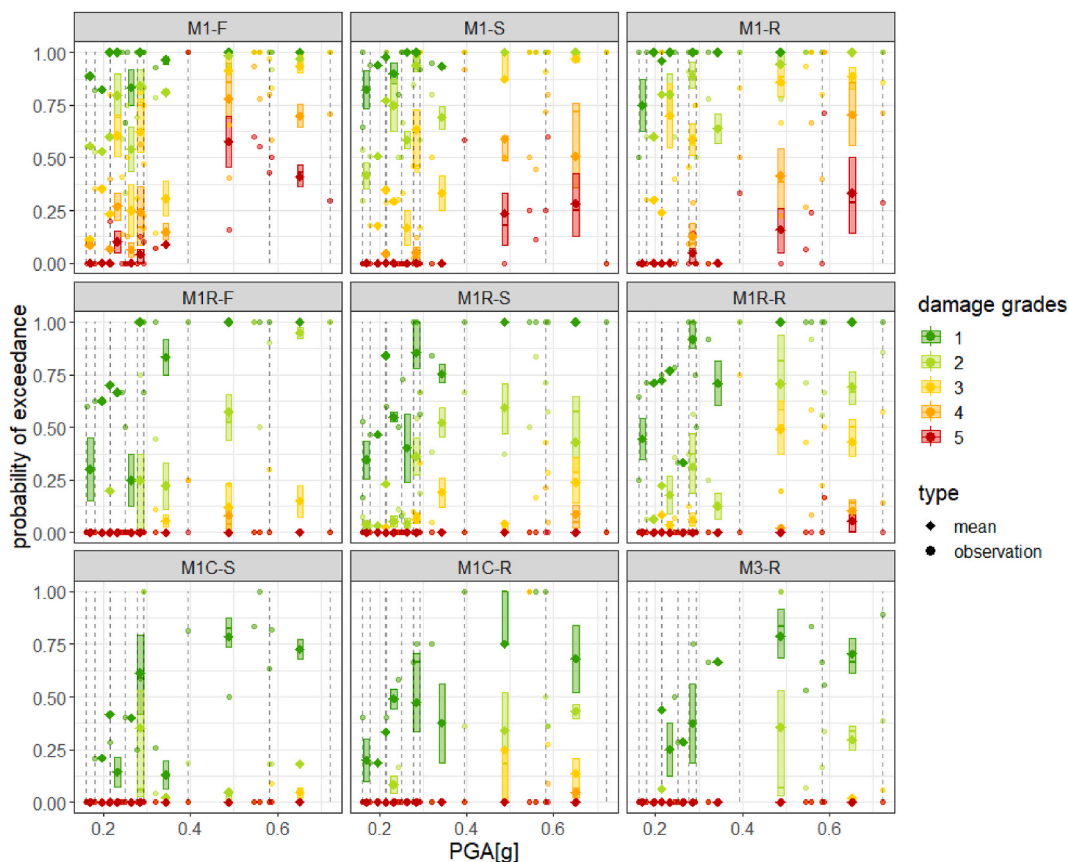 M1-F M1-S M1-R
1.00
0.75
0.50
0.25
0.00
M1R-F M1R-S M1R-R
1.00
0.75
0.50
0.25
0.00
M1C-S M1C-R M3-R
1.00
0.75
0.50
0.25
0.00
0.2 0.4 0.6 0.2 0.4 0.6 0.2 0.4 0.6
PGA[g]
probability of exceedance
damage grades
1
2
3
4
5
type
mean
observation